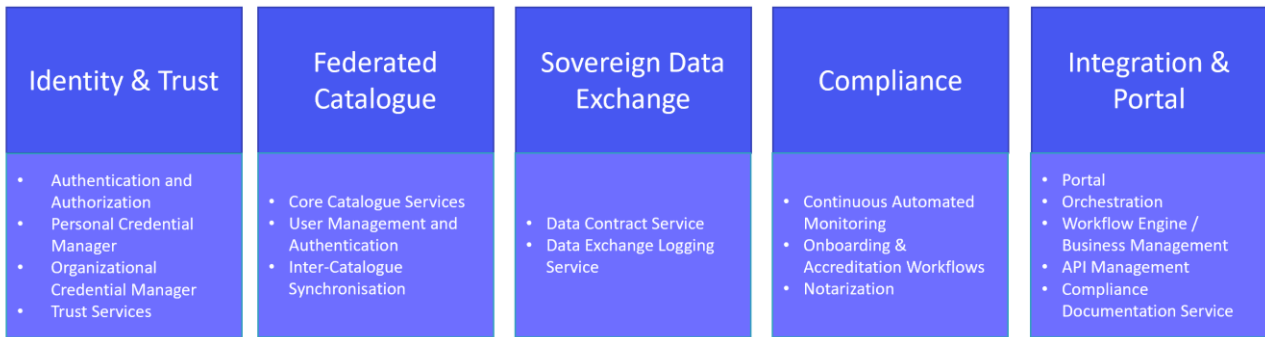 Identity & Trust
• Authentication and
Authorization
• Personal Credential
Manager
• Organizational
Credential Manager
• Trust Services
Federated
Catalogue
• Core Catalogue Services
• User Management and
Authentication
• Inter-Catalogue
Synchronisation
Sovereign Data
Exchange
• Data Contract Service
• Data Exchange Logging
Service
Compliance
• Continuous Automated
Monitoring
• Onboarding &
Accreditation Workflows
• Notarization
Integration &
Portal
• Portal
• Orchestration
• Workflow Engine /
Business Management
• API Management
• Compliance
Documentation Service